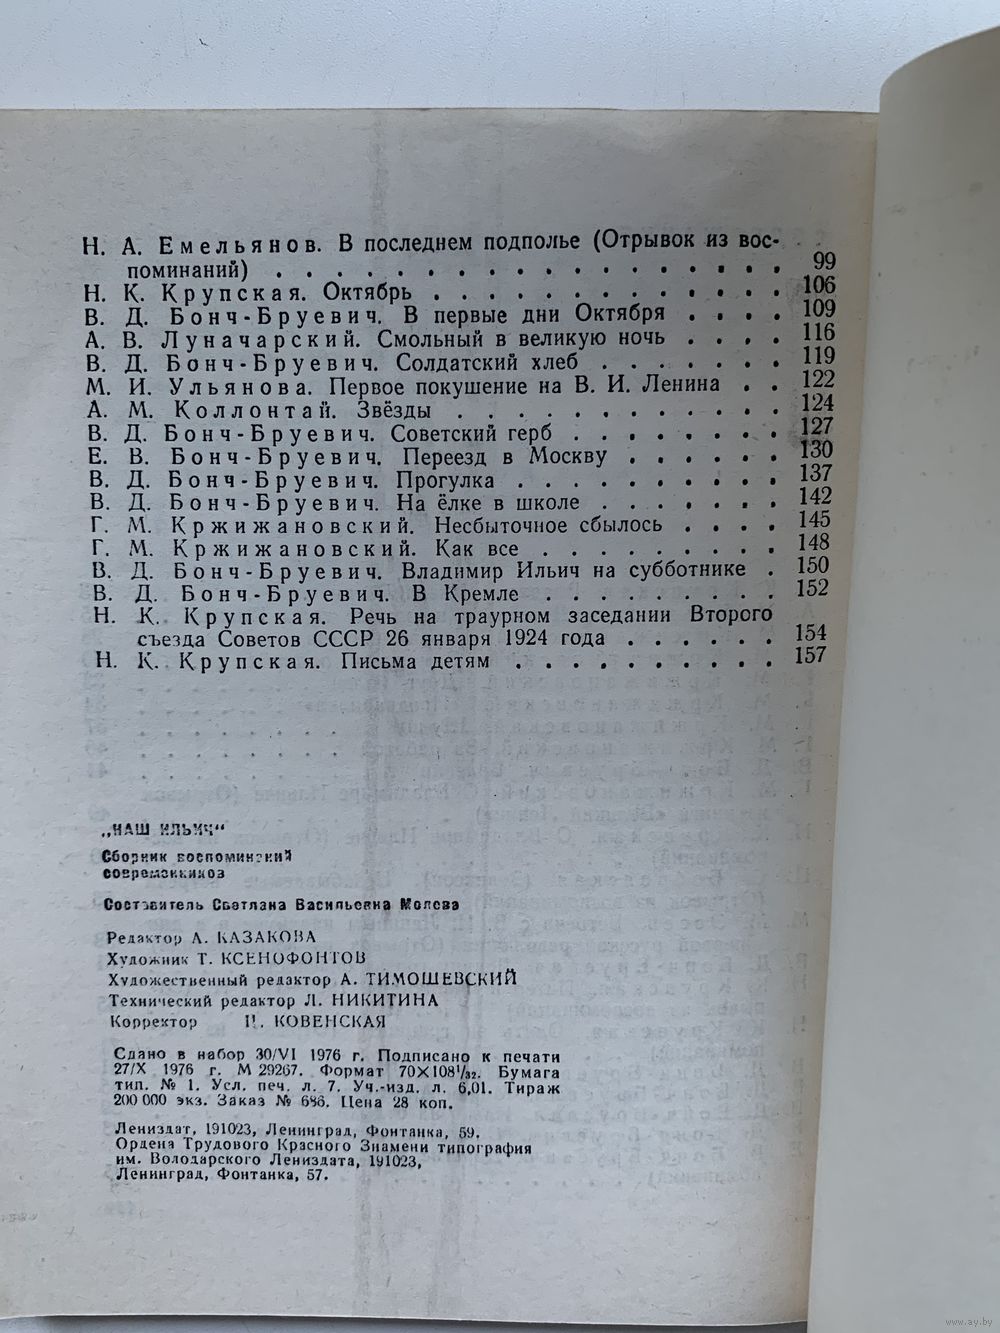 Н. А. Емельянов. В последнем подполье (Отрывок из вос-
поминаний) . . . . . . . . . . . . . . . . . 99
Н. К. Крупская. Октябрь . . . . . . . . . . . . 106
В. Д. Бонч-Бруевич. В первые дни Октября . . . . 109
А. В. Луначарский. Смольный в великую ночь . . . . 116
В. Д. Бонч-Бруевич. Солдатский хлеб . . . . . . . 119
М. И. Ульянова. Первое покушение на В. И. Ленина . . 122
А. М. Коллонтай. Звёзды . . . . . . . . . . . . 124
В. Д. Бонч-Бруевич. Советский герб . . . . . . . . 127
Е. В. Бонч-Бруевич. Переезд в Москву . . . . . . 130
В. Д. Бонч-Бруевич. Прогулка . . . . . . . . . . 137
В. Д. Бонч-Бруевич. На ёлке в школе . . . . . . . 142
Г. М. Кржижановский. Несбыточное сбылось . . . . 145
Г. М. Кржижановский. Как все . . . . . . . . . 148
В. Д. Бонч-Бруевич. Владимир Ильич на субботнике . 150
В. Д. Бонч-Бруевич. В Кремле . . . . . . . . . 152
Н. К. Крупская. Речь на траурном заседании Второго
съезда Советов СССР 26 января 1924 года . . . . . . 154
Н. К. Крупская. Письма детям . . . . . . . . . . 157
„НАШ ИЛЬИЧ“
Сборник воспоминаний
современников
Составитель Светлана Васильевна Молева
Редактор А. КАЗАКОВА
Художник Т. КСЕНОФОНТОВ
Художественный редактор А. ТИМОШЕВСКИЙ
Технический редактор Л. НИКИТИНА
Корректор КОВЕНСКАЯ
Сдано в набор 30/VI 1976 г. Подписано к печати
27/X 1976 г. М 29267. Формат 70×108¹/₃₂. Бумага
тип. № 1. Усл. печ. л. 7. Уч.-изд. л. 6,01. Тираж
200 000 экз. Заказ № 686. Цена 28 коп.
Лениздат, 191023, Ленинград, Фонтанка, 59.
Ордена Трудового Красного Знамени типография
им. Володарского Лениздата, 191023,
Ленинград, Фонтанка, 57.
www.ay.by